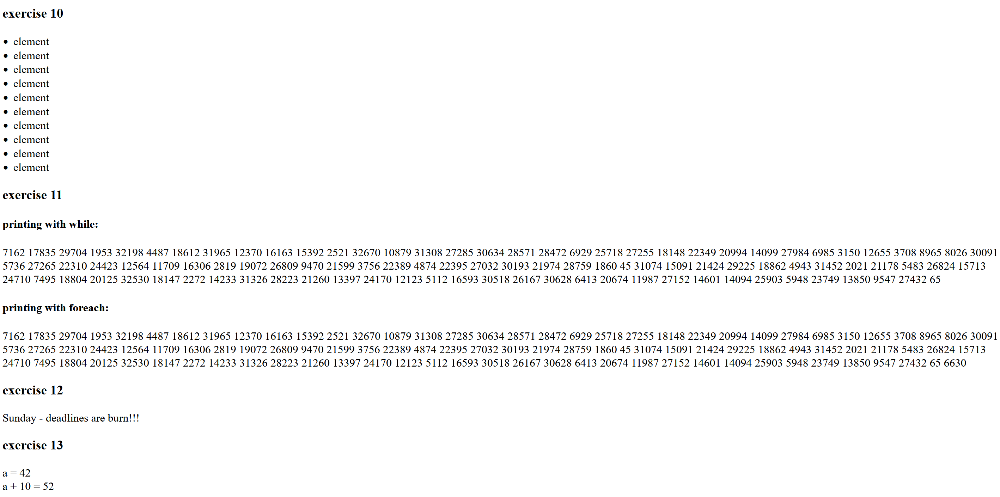 exercise 10
• element
• element
• element
• element
• element
• element
• element
• element
• element
• element
exercise 11
printing with while:
7162 17835 29704 1953 32198 4487 18612 31965 12370 16163 15392 2521 32670 10879 31308 27285 30634 28571 28472 6929 25718 27255 18148 22349 20994 14099 27984 6985 3150 12655 3708 8965 8026 30091
5736 27265 22310 24423 12564 11709 16306 2819 19072 26809 9470 21599 3756 22389 4874 22395 27032 30193 21974 28759 1860 45 31074 15091 21424 29225 18862 4943 31452 2021 21178 5483 26824 15713
24710 7495 18804 20125 32530 18147 2272 14233 31326 28223 21260 13397 24170 12123 5112 16593 30518 26167 30628 6413 20674 11987 27152 14601 14094 25903 5948 23749 13850 9547 27432 65
printing with foreach:
7162 17835 29704 1953 32198 4487 18612 31965 12370 16163 15392 2521 32670 10879 31308 27285 30634 28571 28472 6929 25718 27255 18148 22349 20994 14099 27984 6985 3150 12655 3708 8965 8026 30091
5736 27265 22310 24423 12564 11709 16306 2819 19072 26809 9470 21599 3756 22389 4874 22395 27032 30193 21974 28759 1860 45 31074 15091 21424 29225 18862 4943 31452 2021 21178 5483 26824 15713
24710 7495 18804 20125 32530 18147 2272 14233 31326 28223 21260 13397 24170 12123 5112 16593 30518 26167 30628 6413 20674 11987 27152 14601 14094 25903 5948 23749 13850 9547 27432 65 6630
exercise 12
Sunday - deadlines are burn!!!
exercise 13
a = 42
a + 10 = 52